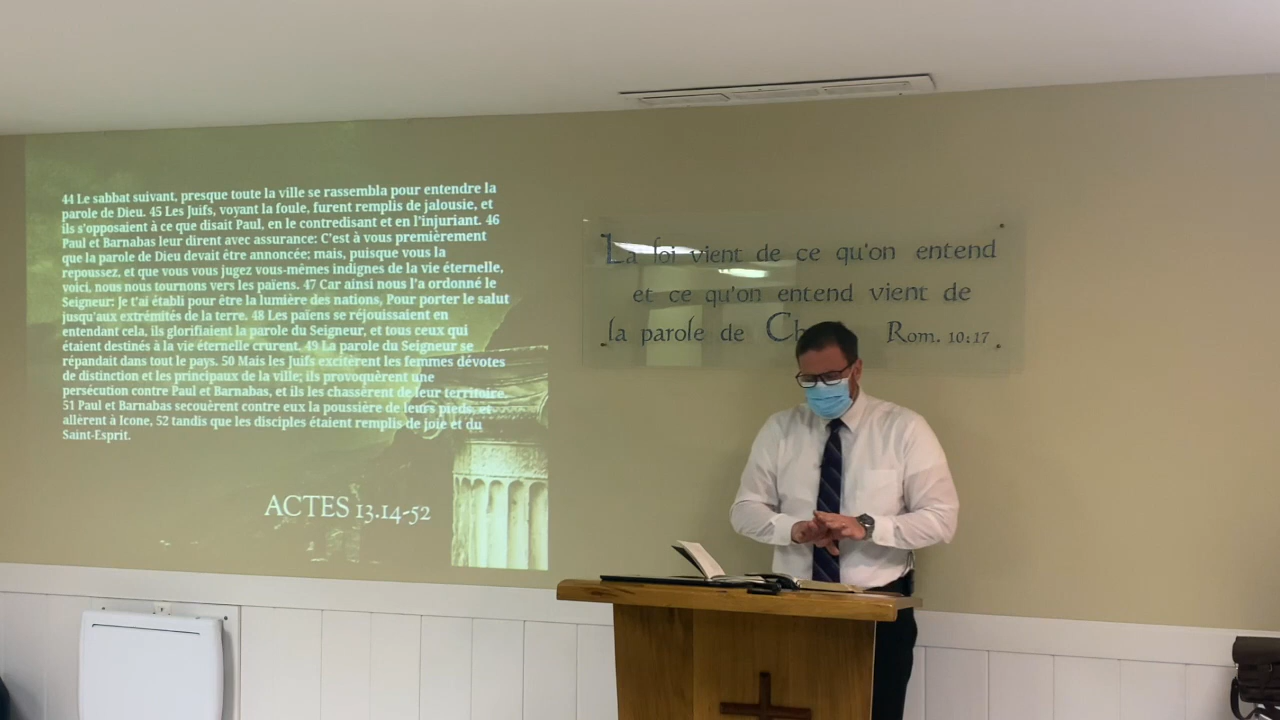 44 Le sabbat suivant, presque toute la ville se rassembla pour entendre la
parole de Dieu. 45 Les Juifs, voyant la foule, furent remplis de jalousie, et
ils s'opposaient à ce que disait Paul, en le contredisant et en l'injuriant. 46
Paul et Barnabas leur dirent avec assurance: C'est à vous premièrement
que la parole de Dieu devait être annoncée; mais, puisque vous la
repoussez, et que vous vous jugez vous-mêmes indignes de la vie éternelle,
voici, nous nous tournons vers les païens. 47 Car ainsi nous l'a ordonné le
Seigneur: Je t'ai établi pour être la lumière des nations, Pour porter le salut
jusqu'aux extrémités de la terre. 48 Les païens se réjouissaient en
entendant cela, ils glorifiaient la parole du Seigneur, et tous ceux qui
étaient destinés à la vie éternelle crurent. 49 La parole du Seigneur se
répandait dans tout le pays. 50 Mais les Juifs excitèrent les femmes dévotes
de distinction et les principaux de la ville; ils provoquèrent une
persécution contre Paul et Barnabas, et ils les chassèrent de leur territoire.
51 Paul et Barnabas secouèrent contre eux la poussière de leurs pieds, et
allèrent à Icone, 52 tandis que les disciples étaient remplis de joie et du
Saint-Esprit.
ACTES 13.14-52
La foi vient de ce qu'on entend
et ce qu'on entend vient de
la parole de Ch Rom. 10:17